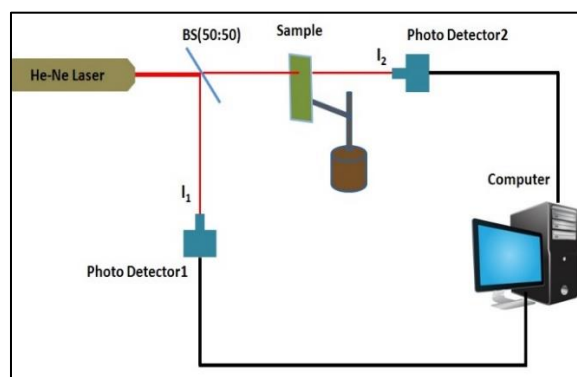 BS(50:50)
Sample
Photo Detector2
He-Ne Laser
I₂
I₁
Computer
Photo Detector1